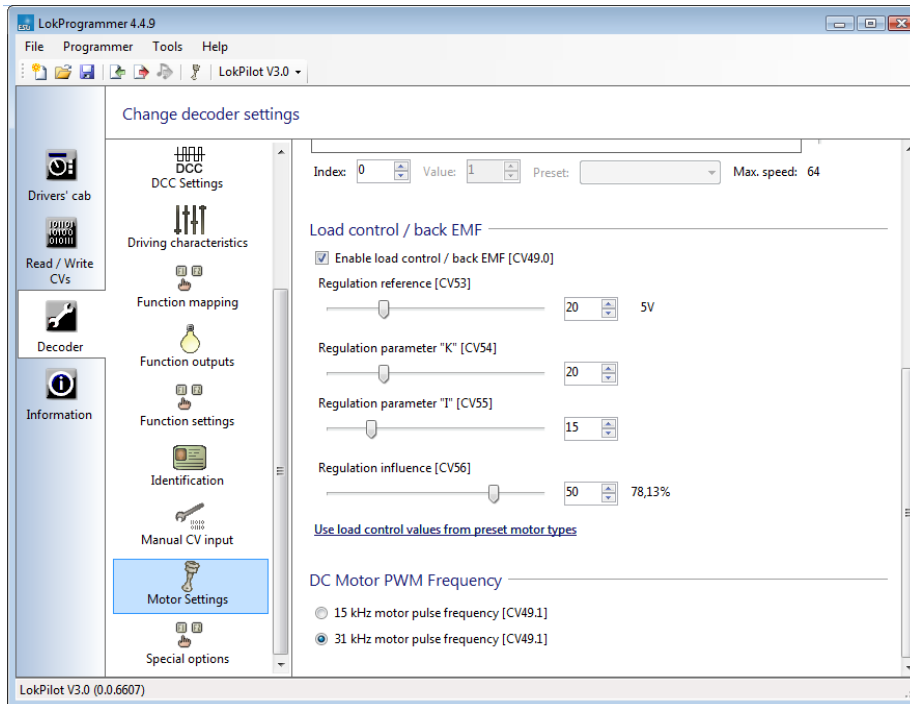 LokProgrammer 4.4.9
File Programmer Tools Help
LokPilot V3.0
Change decoder settings
Drivers' cab
Read / Write
CVs
Decoder
Information
DCC
DCC Settings
Driving characteristics
Function mapping
Function outputs
Function settings
Identification
Manual CV input
Motor Settings
Special options
Index: 0 Value: 1 Preset: Max. speed: 64
Load control / back EMF
Enable load control / back EMF [CV49.0]
Regulation reference [CV53]
20 5V
Regulation parameter "K" [CV54]
20
Regulation parameter "I" [CV55]
15
Regulation influence [CV56]
50 78,13%
Use load control values from preset motor types
DC Motor PWM Frequency
15 kHz motor pulse frequency [CV49.1]
31 kHz motor pulse frequency [CV49.1]
LokPilot V3.0 (0.0.6607)